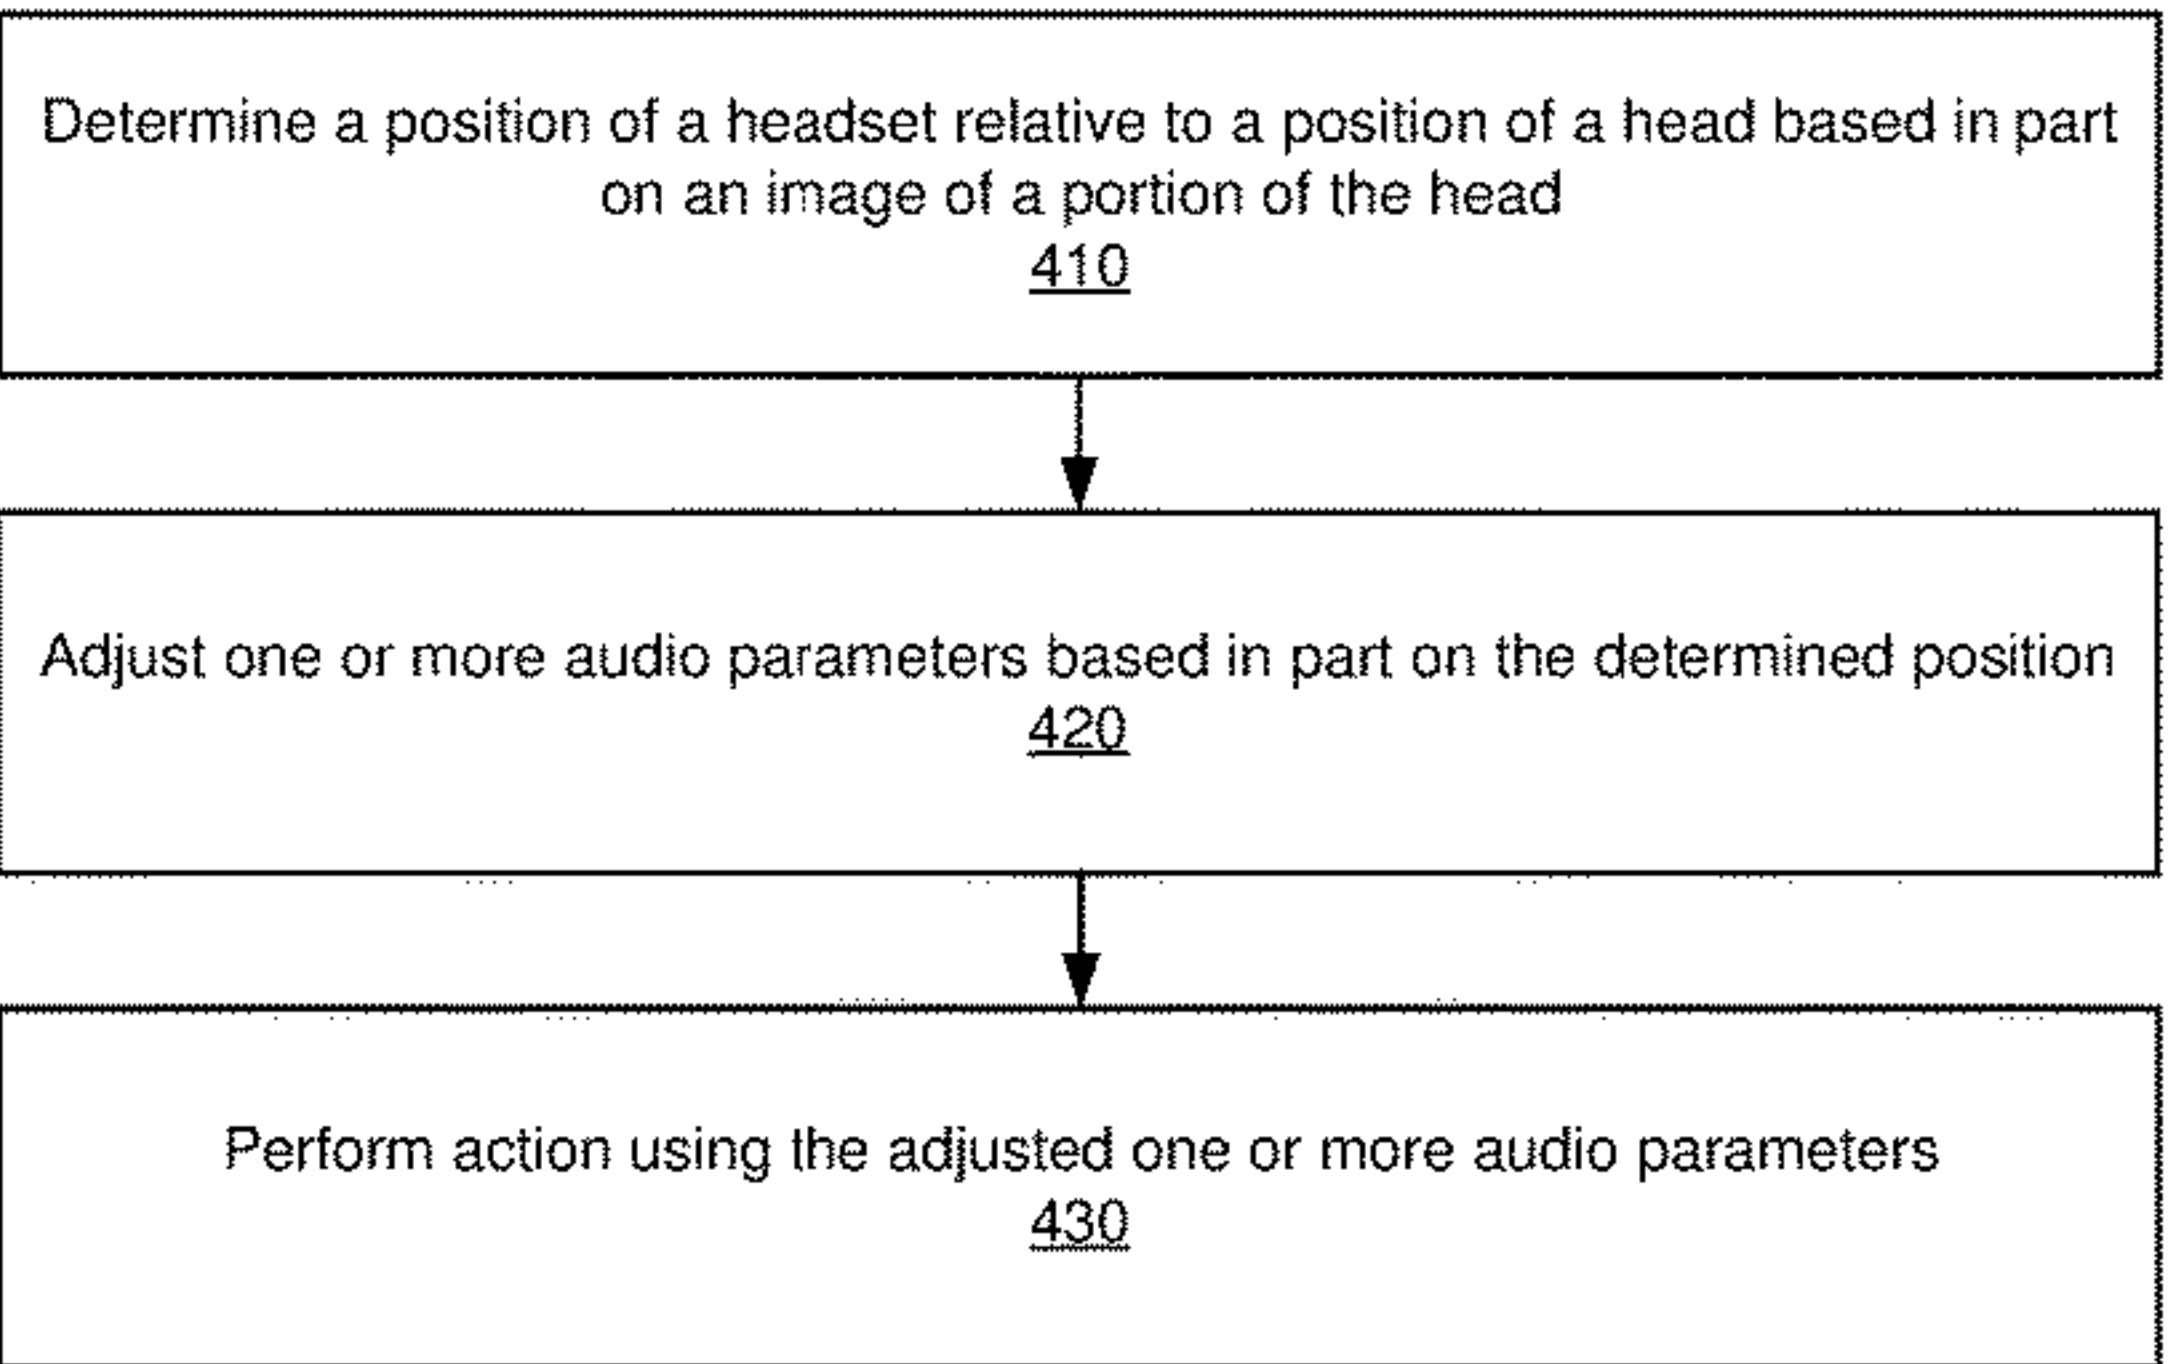 Determine a position of a headset relative to a position of a head based in part
on an image of a portion of the head
410
Adjust one or more audio parameters based in part on the determined position
420
Perform action using the adjusted one or more audio parameters
430